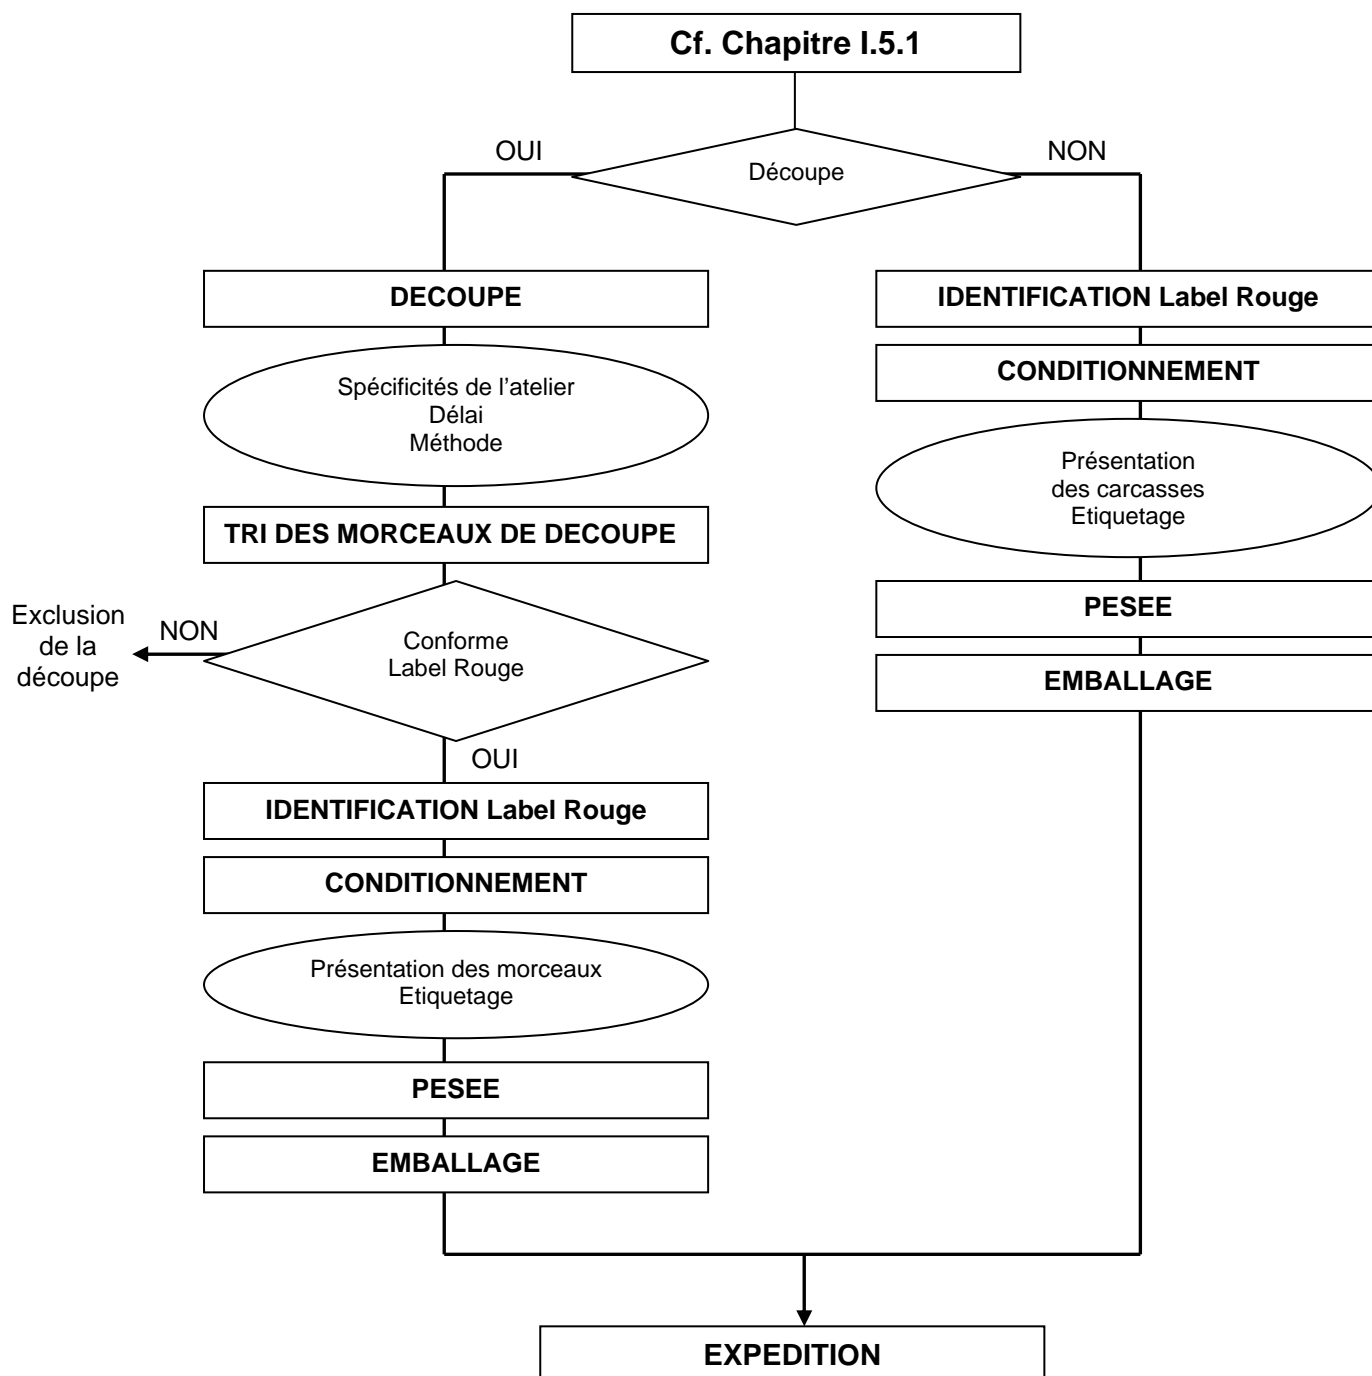 Cf. Chapitre I.5.1
OUI
NON
Découpe
DECOUPE
Spécificités de l'atelier
Délai
Méthode
TRI DES MORCEAUX DE DECOUPE
Exclusion
de la
découpe
NON
Conforme
Label Rouge
OUI
IDENTIFICATION Label Rouge
CONDITIONNEMENT
Présentation des morceaux
Etiquetage
PESEE
EMBALLAGE
IDENTIFICATION Label Rouge
CONDITIONNEMENT
Présentation
des carcasses
Etiquetage
PESEE
EMBALLAGE
EXPEDITION